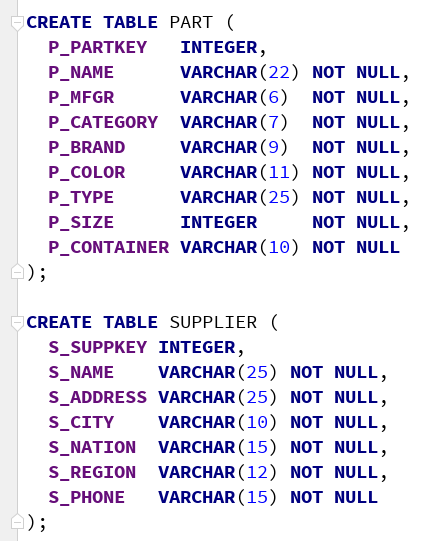 CREATE TABLE PART (
  P_PARTKEY   INTEGER,
  P_NAME      VARCHAR(22) NOT NULL,
  P_MFGR      VARCHAR(6)  NOT NULL,
  P_CATEGORY  VARCHAR(7)  NOT NULL,
  P_BRAND     VARCHAR(9)  NOT NULL,
  P_COLOR     VARCHAR(11) NOT NULL,
  P_TYPE      VARCHAR(25) NOT NULL,
  P_SIZE      INTEGER     NOT NULL,
  P_CONTAINER VARCHAR(10) NOT NULL
);

CREATE TABLE SUPPLIER (
  S_SUPPKEY INTEGER,
  S_NAME    VARCHAR(25) NOT NULL,
  S_ADDRESS VARCHAR(25) NOT NULL,
  S_CITY    VARCHAR(10) NOT NULL,
  S_NATION  VARCHAR(15) NOT NULL,
  S_REGION  VARCHAR(12) NOT NULL,
  S_PHONE   VARCHAR(15) NOT NULL
);